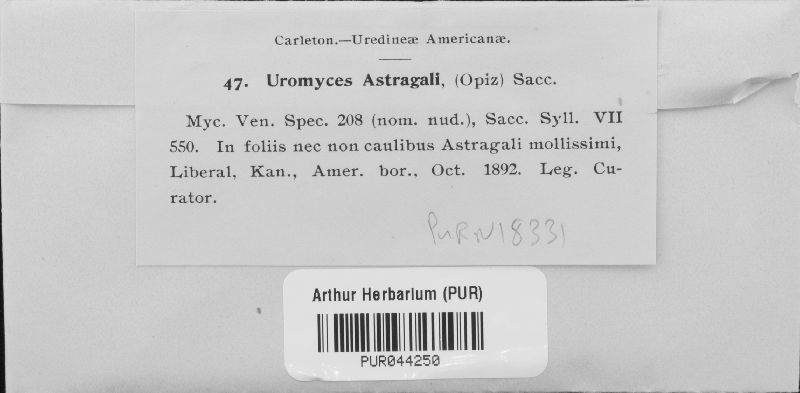 Carleton.—Uredineæ Americanæ.
47. Uromyces Astragali, (Opiz) Sacc.
Myc. Ven. Spec. 208 (nom. nud.), Sacc. Syll. VII
550. In foliis nec non caulibus Astragali mollissimi,
Liberal, Kan., Amer. bor., Oct. 1892. Leg. Cu-
rator.
PURN18331
Arthur Herbarium (PUR)
PUR044250